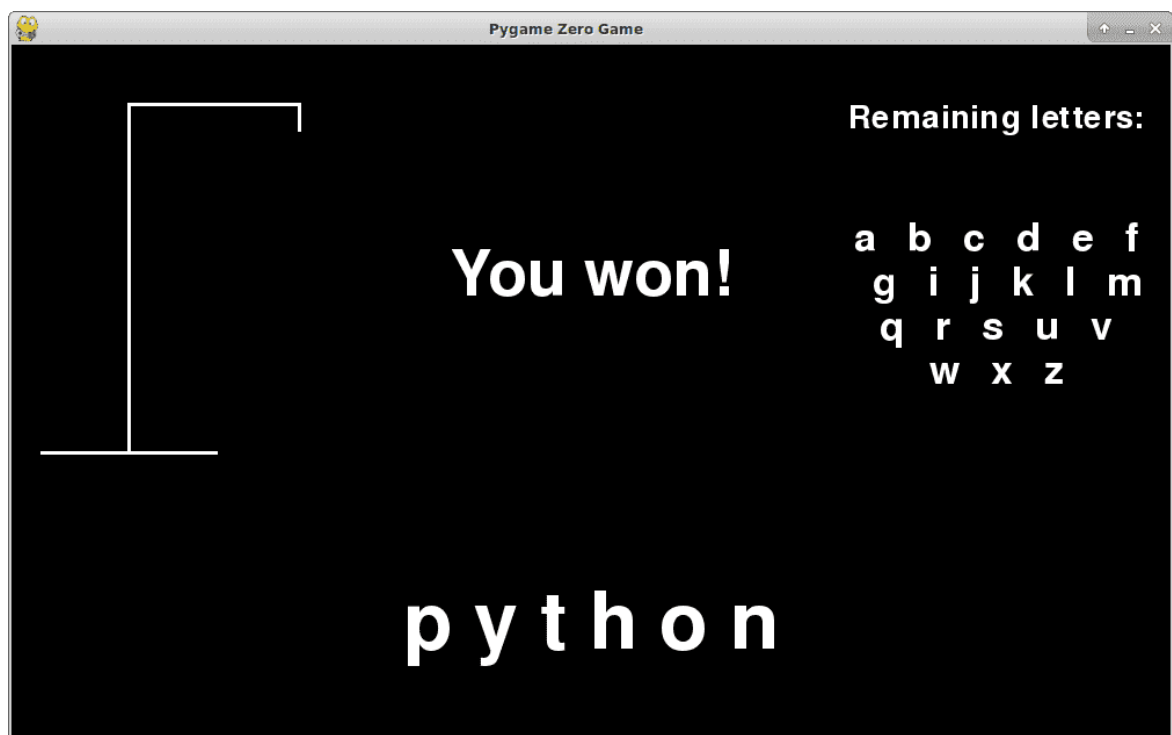 Pygame Zero Game
Remaining letters:
a b c d e f
g i j k l m
q r s u v
w x z
You won!
p y t h o n